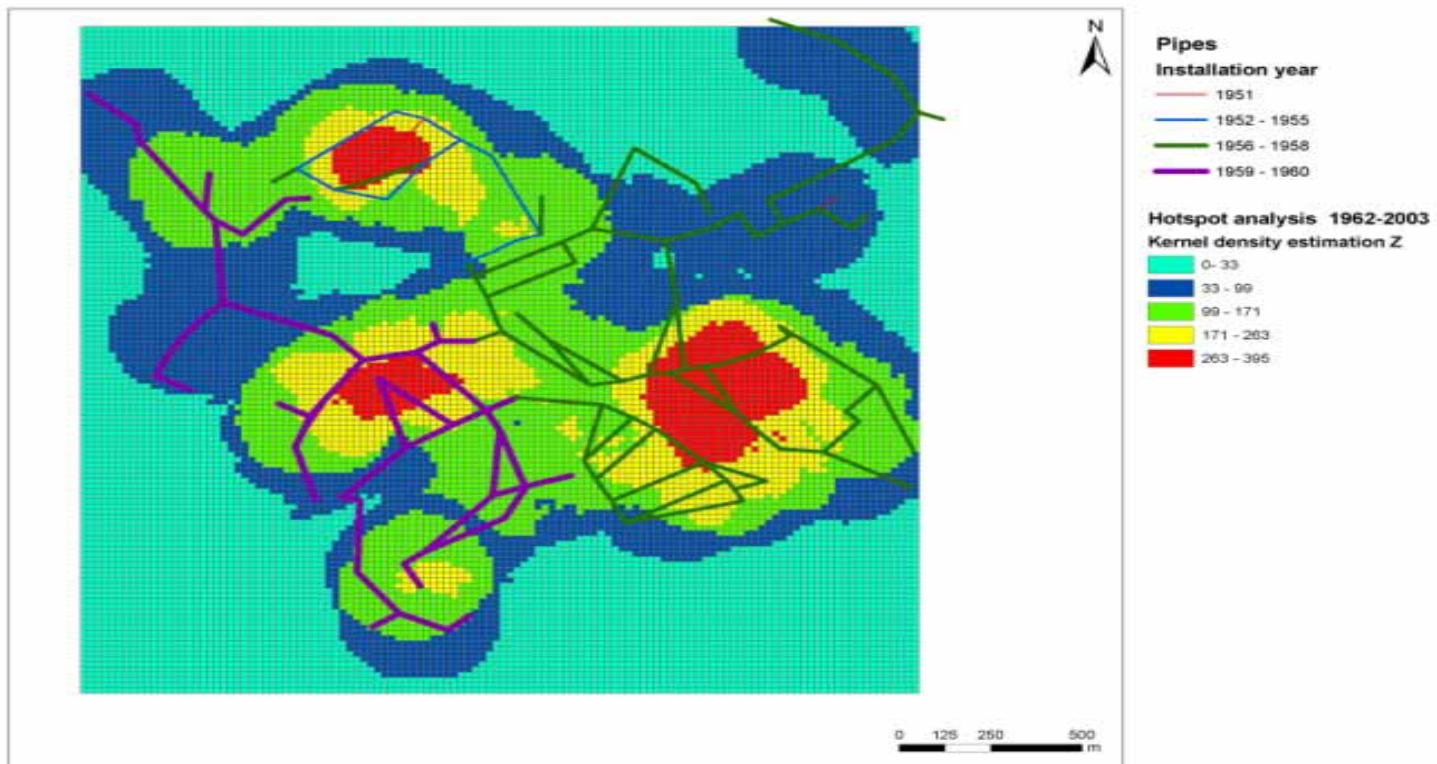 N
Pipes
Installation year
1951
1952 - 1955
1956 - 1958
1959 - 1960
Hotspot analysis 1962-2003
Kernel density estimation Z
0- 33
33 - 99
99 - 171
171 - 263
263 - 395
0 125 250 500
m